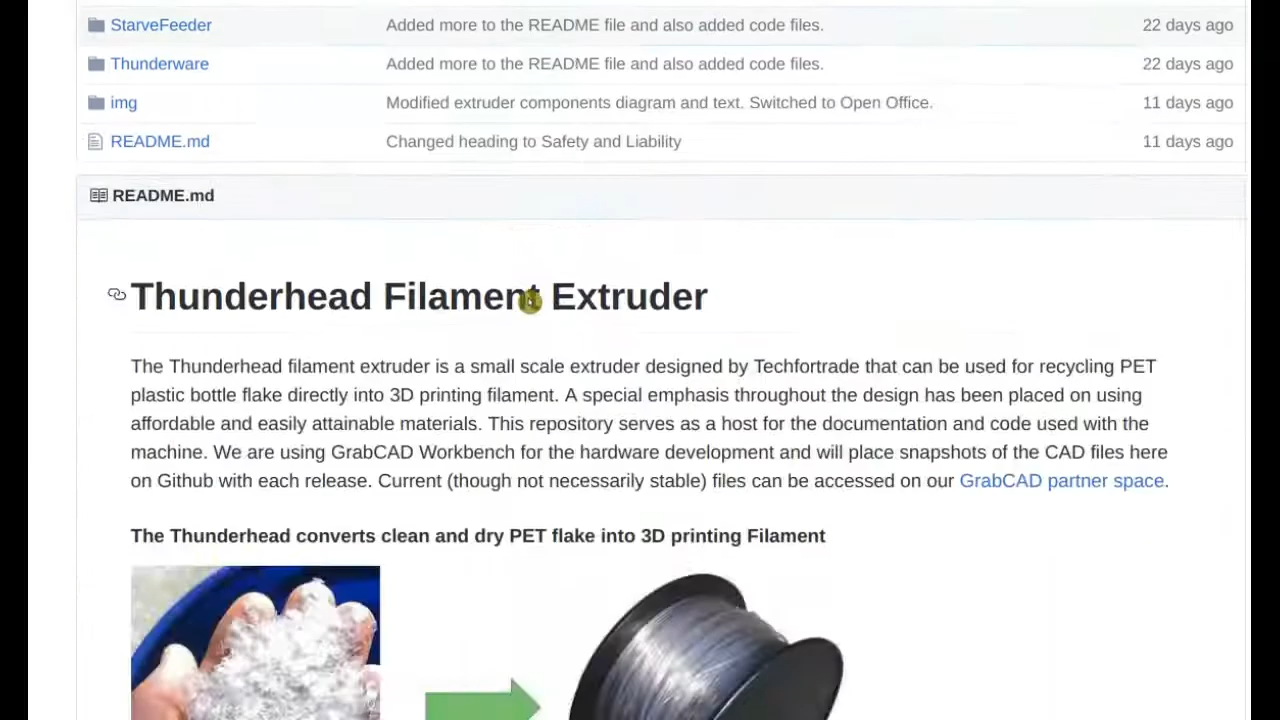 StarveFeeder Added more to the README file and also added code files. 22 days ago
Thunderware Added more to the README file and also added code files. 22 days ago
img Modified extruder components diagram and text. Switched to Open Office. 11 days ago
README.md Changed heading to Safety and Liability 11 days ago
README.md
Thunderhead Filament Extruder
The Thunderhead filament extruder is a small scale extruder designed by Techfortrade that can be used for recycling PET
plastic bottle flake directly into 3D printing filament. A special emphasis throughout the design has been placed on using
affordable and easily attainable materials. This repository serves as a host for the documentation and code used with the
machine. We are using GrabCAD Workbench for the hardware development and will place snapshots of the CAD files here
on Github with each release. Current (though not necessarily stable) files can be accessed on our GrabCAD partner space.
The Thunderhead converts clean and dry PET flake into 3D printing Filament